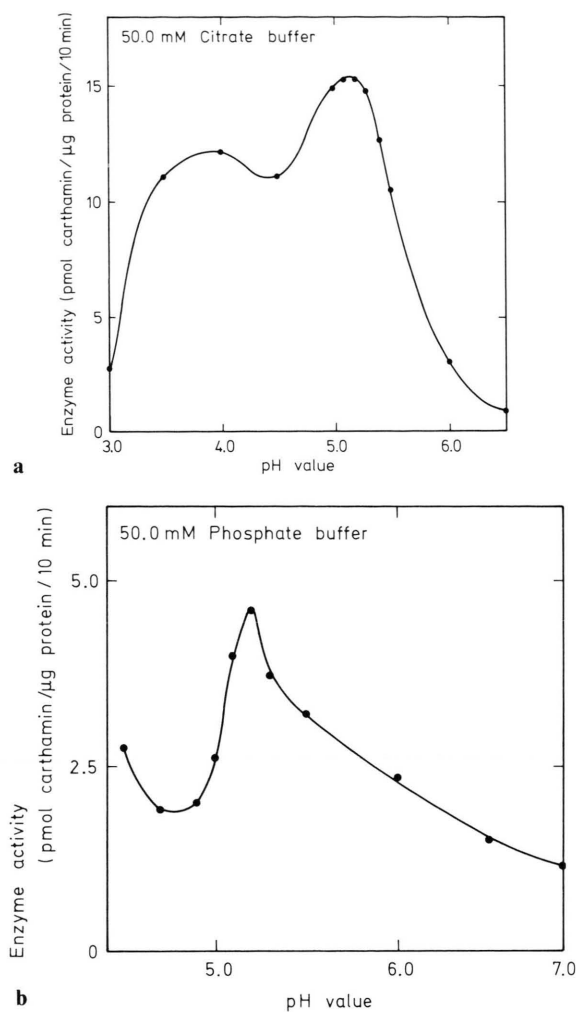 50.0 mM Citrate buffer
Enzyme activity (pmol carthamin/µg protein/10 min)
15
10
5
0
3.0 4.0 5.0 6.0
pH value
a
50.0 mM Phosphate buffer
Enzyme activity
(pmol carthamin/µg protein/10 min)
5.0
2.5
0
5.0 6.0 7.0
pH value
b